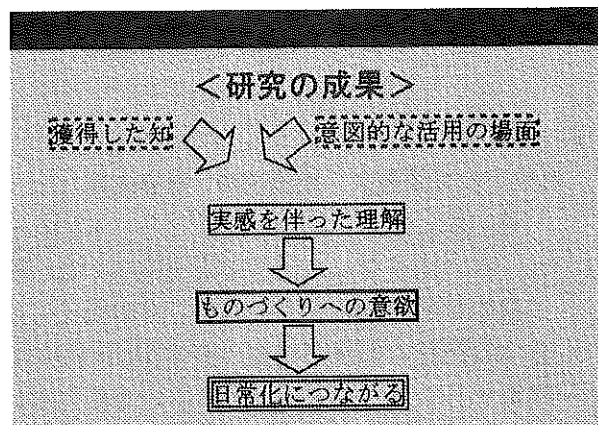 ＜研究の成果＞
獲得した知
意図的な活用の場面
実感を伴った理解
ものづくりへの意欲
日常化につながる